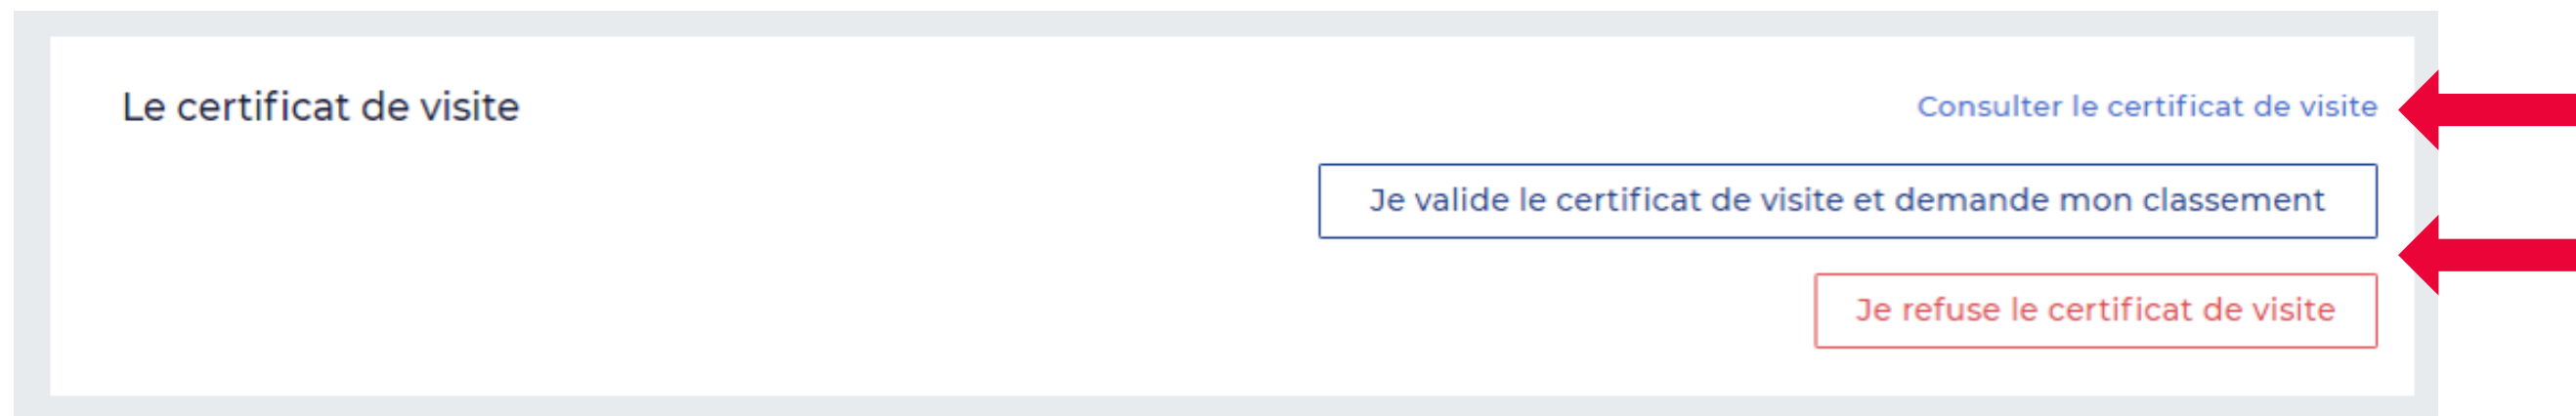 Le certificat de visite
Consulter le certificat de visite
Je valide le certificat de visite et demande mon classement
Je refuse le certificat de visite